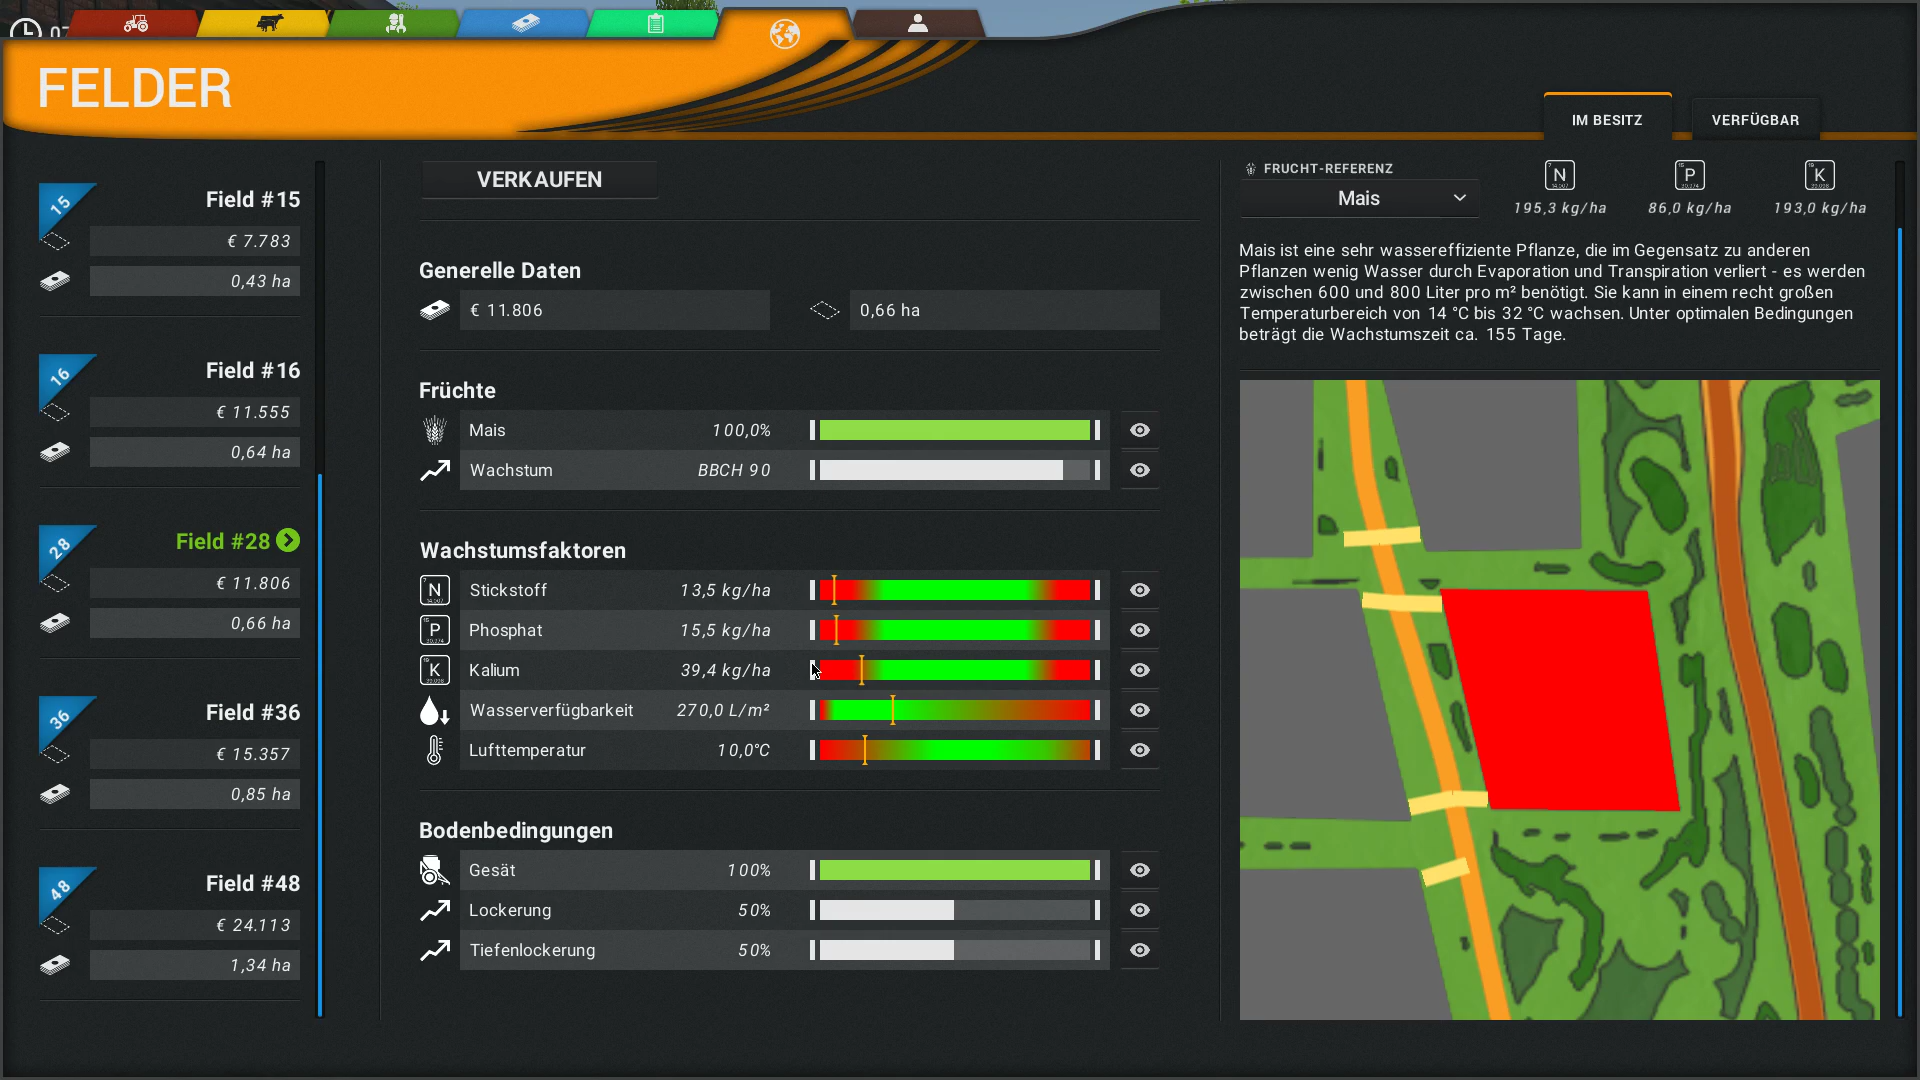 07
FELDER
IM BESITZ
VERFÜGBAR
15
Field #15
€ 7.783
0,43 ha
16
Field #16
€ 11.555
0,64 ha
28
Field #28
€ 11.806
0,66 ha
36
Field #36
€ 15.357
0,85 ha
48
Field #48
€ 24.113
1,34 ha
VERKAUFEN
Generelle Daten
€ 11.806
0,66 ha
Früchte
Mais 100,0%
Wachstum BBCH 90
Wachstumsfaktoren
N Stickstoff 13,5 kg/ha
P Phosphat 15,5 kg/ha
K Kalium 39,4 kg/ha
Wasserverfügbarkeit 270,0 L/m²
Lufttemperatur 10,0°C
Bodenbedingungen
Gesät 100%
Lockerung 50%
Tiefenlockerung 50%
FRUCHT-REFERENZ
Mais
N
195,3 kg/ha
P
86,0 kg/ha
K
193,0 kg/ha
Mais ist eine sehr wassereffiziente Pflanze, die im Gegensatz zu anderen
Pflanzen wenig Wasser durch Evaporation und Transpiration verliert - es werden
zwischen 600 und 800 Liter pro m² benötigt. Sie kann in einem recht großen
Temperaturbereich von 14 °C bis 32 °C wachsen. Unter optimalen Bedingungen
beträgt die Wachstumszeit ca. 155 Tage.